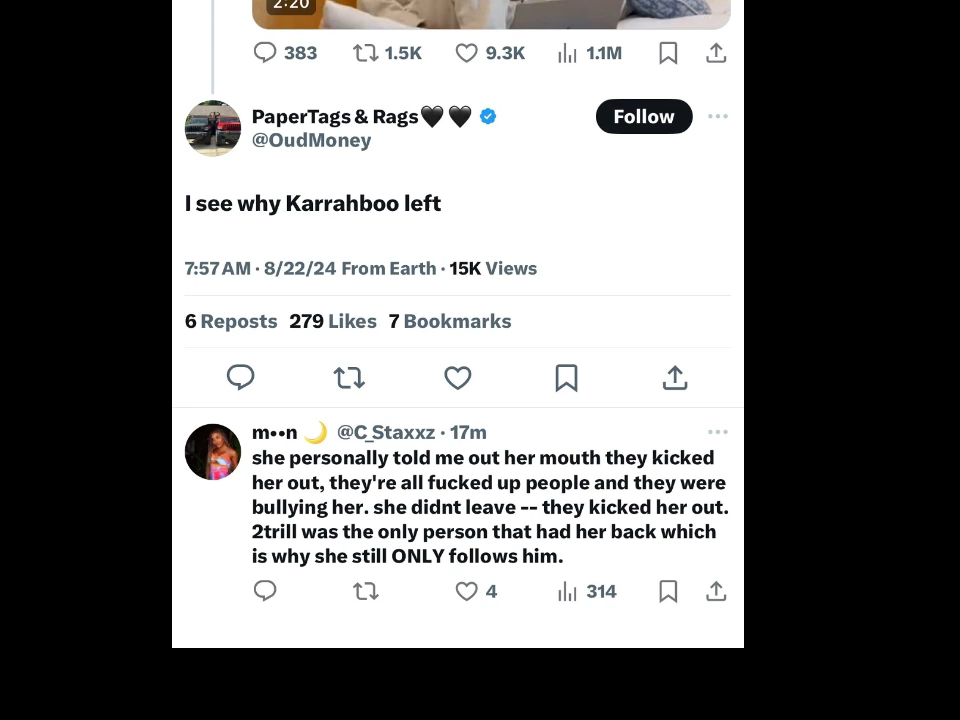 2:20
383 1.5K 9.3K 1.1M
PaperTags & Rags🖤🖤
Follow
@OudMoney
I see why Karrahboo left
7:57 AM · 8/22/24 From Earth · 15K Views
6 Reposts 279 Likes 7 Bookmarks
m••n 🌙 @C_Staxxz · 17m
she personally told me out her mouth they kicked
her out, they're all fucked up people and they were
bullying her. she didnt leave -- they kicked her out.
2trill was the only person that had her back which
is why she still ONLY follows him.
4 314